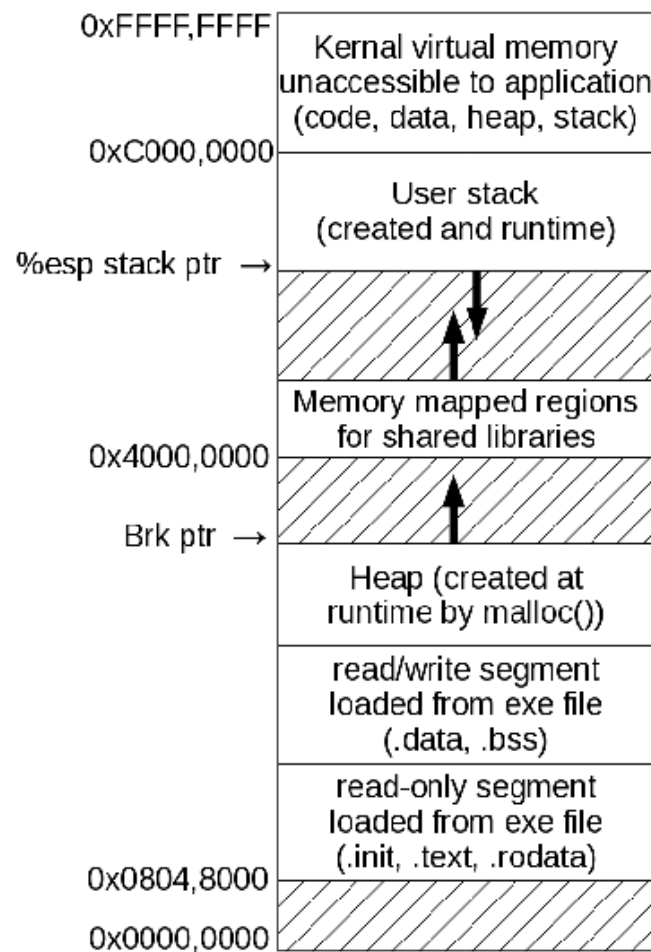 0xFFFF,FFFF
Kernal virtual memory
unaccessible to application
(code, data, heap, stack)
0xC000,0000
User stack
(created and runtime)
%esp stack ptr →
Memory mapped regions
for shared libraries
0x4000,0000
Brk ptr →
Heap (created at
runtime by malloc())
read/write segment
loaded from exe file
(.data, .bss)
read-only segment
loaded from exe file
(.init, .text, .rodata)
0x0804,8000
0x0000,0000